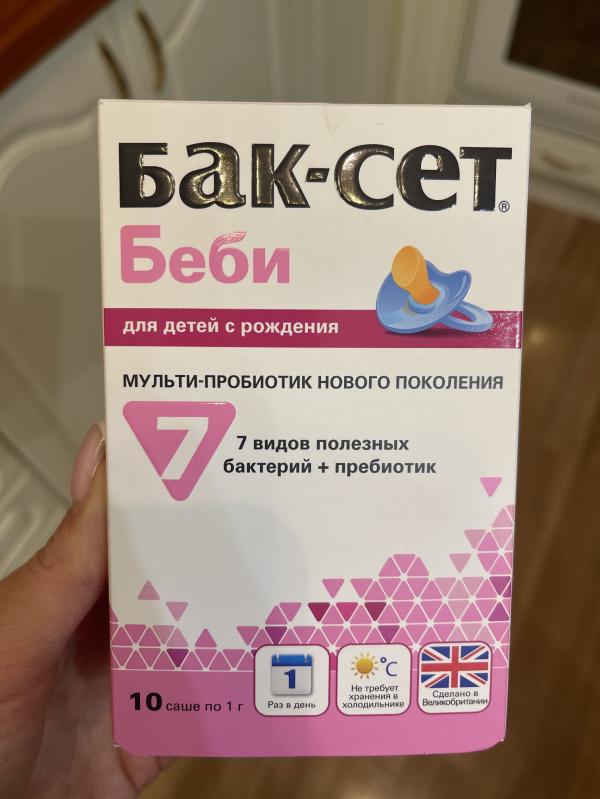 Бак-сет®
Беби
для детей с рождения
МУЛЬТИ-ПРОБИОТИК НОВОГО ПОКОЛЕНИЯ
7
7 видов полезных
бактерий + пребиотик
10 саше по 1 г
1
Раз в день
°C
Не требует
хранения в
холодильнике
Сделано в
Великобритании